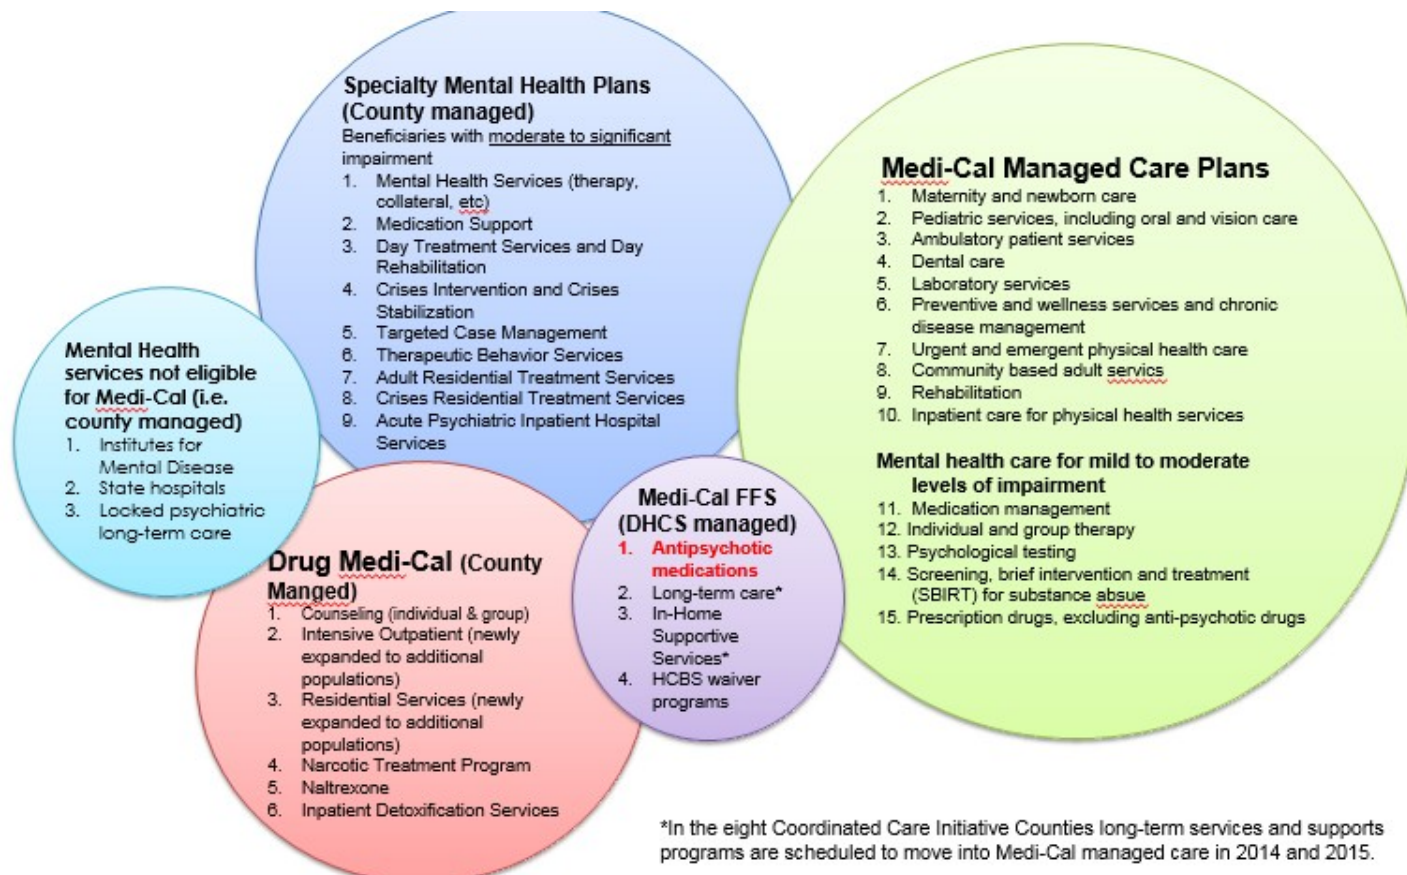 Specialty Mental Health Plans
(County managed)
Beneficiaries with moderate to significant
impairment
1. Mental Health Services (therapy,
collateral, etc)
2. Medication Support
3. Day Treatment Services and Day
Rehabilitation
4. Crises Intervention and Crises
Stabilization
5. Targeted Case Management
6. Therapeutic Behavior Services
7. Adult Residential Treatment Services
8. Crises Residential Treatment Services
9. Acute Psychiatric Inpatient Hospital
Services
Medi-Cal Managed Care Plans
1. Maternity and newborn care
2. Pediatric services, including oral and vision care
3. Ambulatory patient services
4. Dental care
5. Laboratory services
6. Preventive and wellness services and chronic
disease management
7. Urgent and emergent physical health care
8. Community based adult servics
9. Rehabilitation
10. Inpatient care for physical health services
Mental health care for mild to moderate
levels of impairment
11. Medication management
12. Individual and group therapy
13. Psychological testing
14. Screening, brief intervention and treatment
(SBIRT) for substance absue
15. Prescription drugs, excluding anti-psychotic drugs
Mental Health
services not eligible
for Medi-Cal (i.e.
county managed)
1. Institutes for
Mental Disease
2. State hospitals
3. Locked psychiatric
long-term care
Drug Medi-Cal (County
Manged)
1. Counseling (individual & group)
2. Intensive Outpatient (newly
expanded to additional
populations)
3. Residential Services (newly
expanded to additional
populations)
4. Narcotic Treatment Program
5. Naltrexone
6. Inpatient Detoxification Services
Medi-Cal FFS
(DHCS managed)
1. Antipsychotic
medications
2. Long-term care*
3. In-Home
Supportive
Services*
4. HCBS waiver
programs
*In the eight Coordinated Care Initiative Counties long-term services and supports
programs are scheduled to move into Medi-Cal managed care in 2014 and 2015.